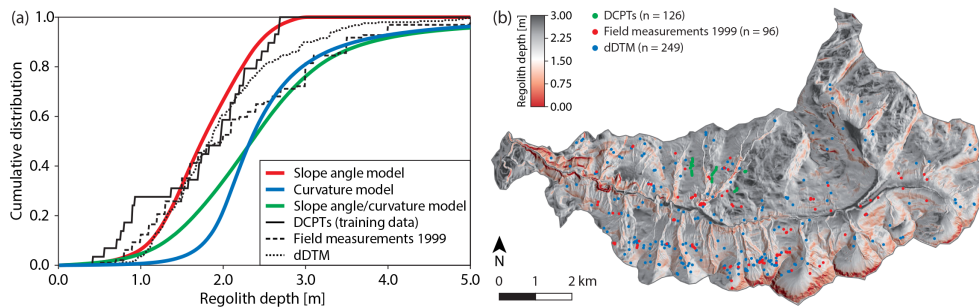 (a)
Cumulative distribution
1.0
0.8
0.6
0.4
0.2
0.0
0.0 1.0 2.0 3.0 4.0 5.0
Regolith depth [m]
Slope angle model
Curvature model
Slope angle/curvature model
DCPTs (training data)
Field measurements 1999
dDTM
(b)
Regolith depth [m]
3.00
1.75
1.50
0.75
0.00
DCPTs (n = 126)
Field measurements 1999 (n = 96)
dDTM (n = 249)
N
0 1 2 km